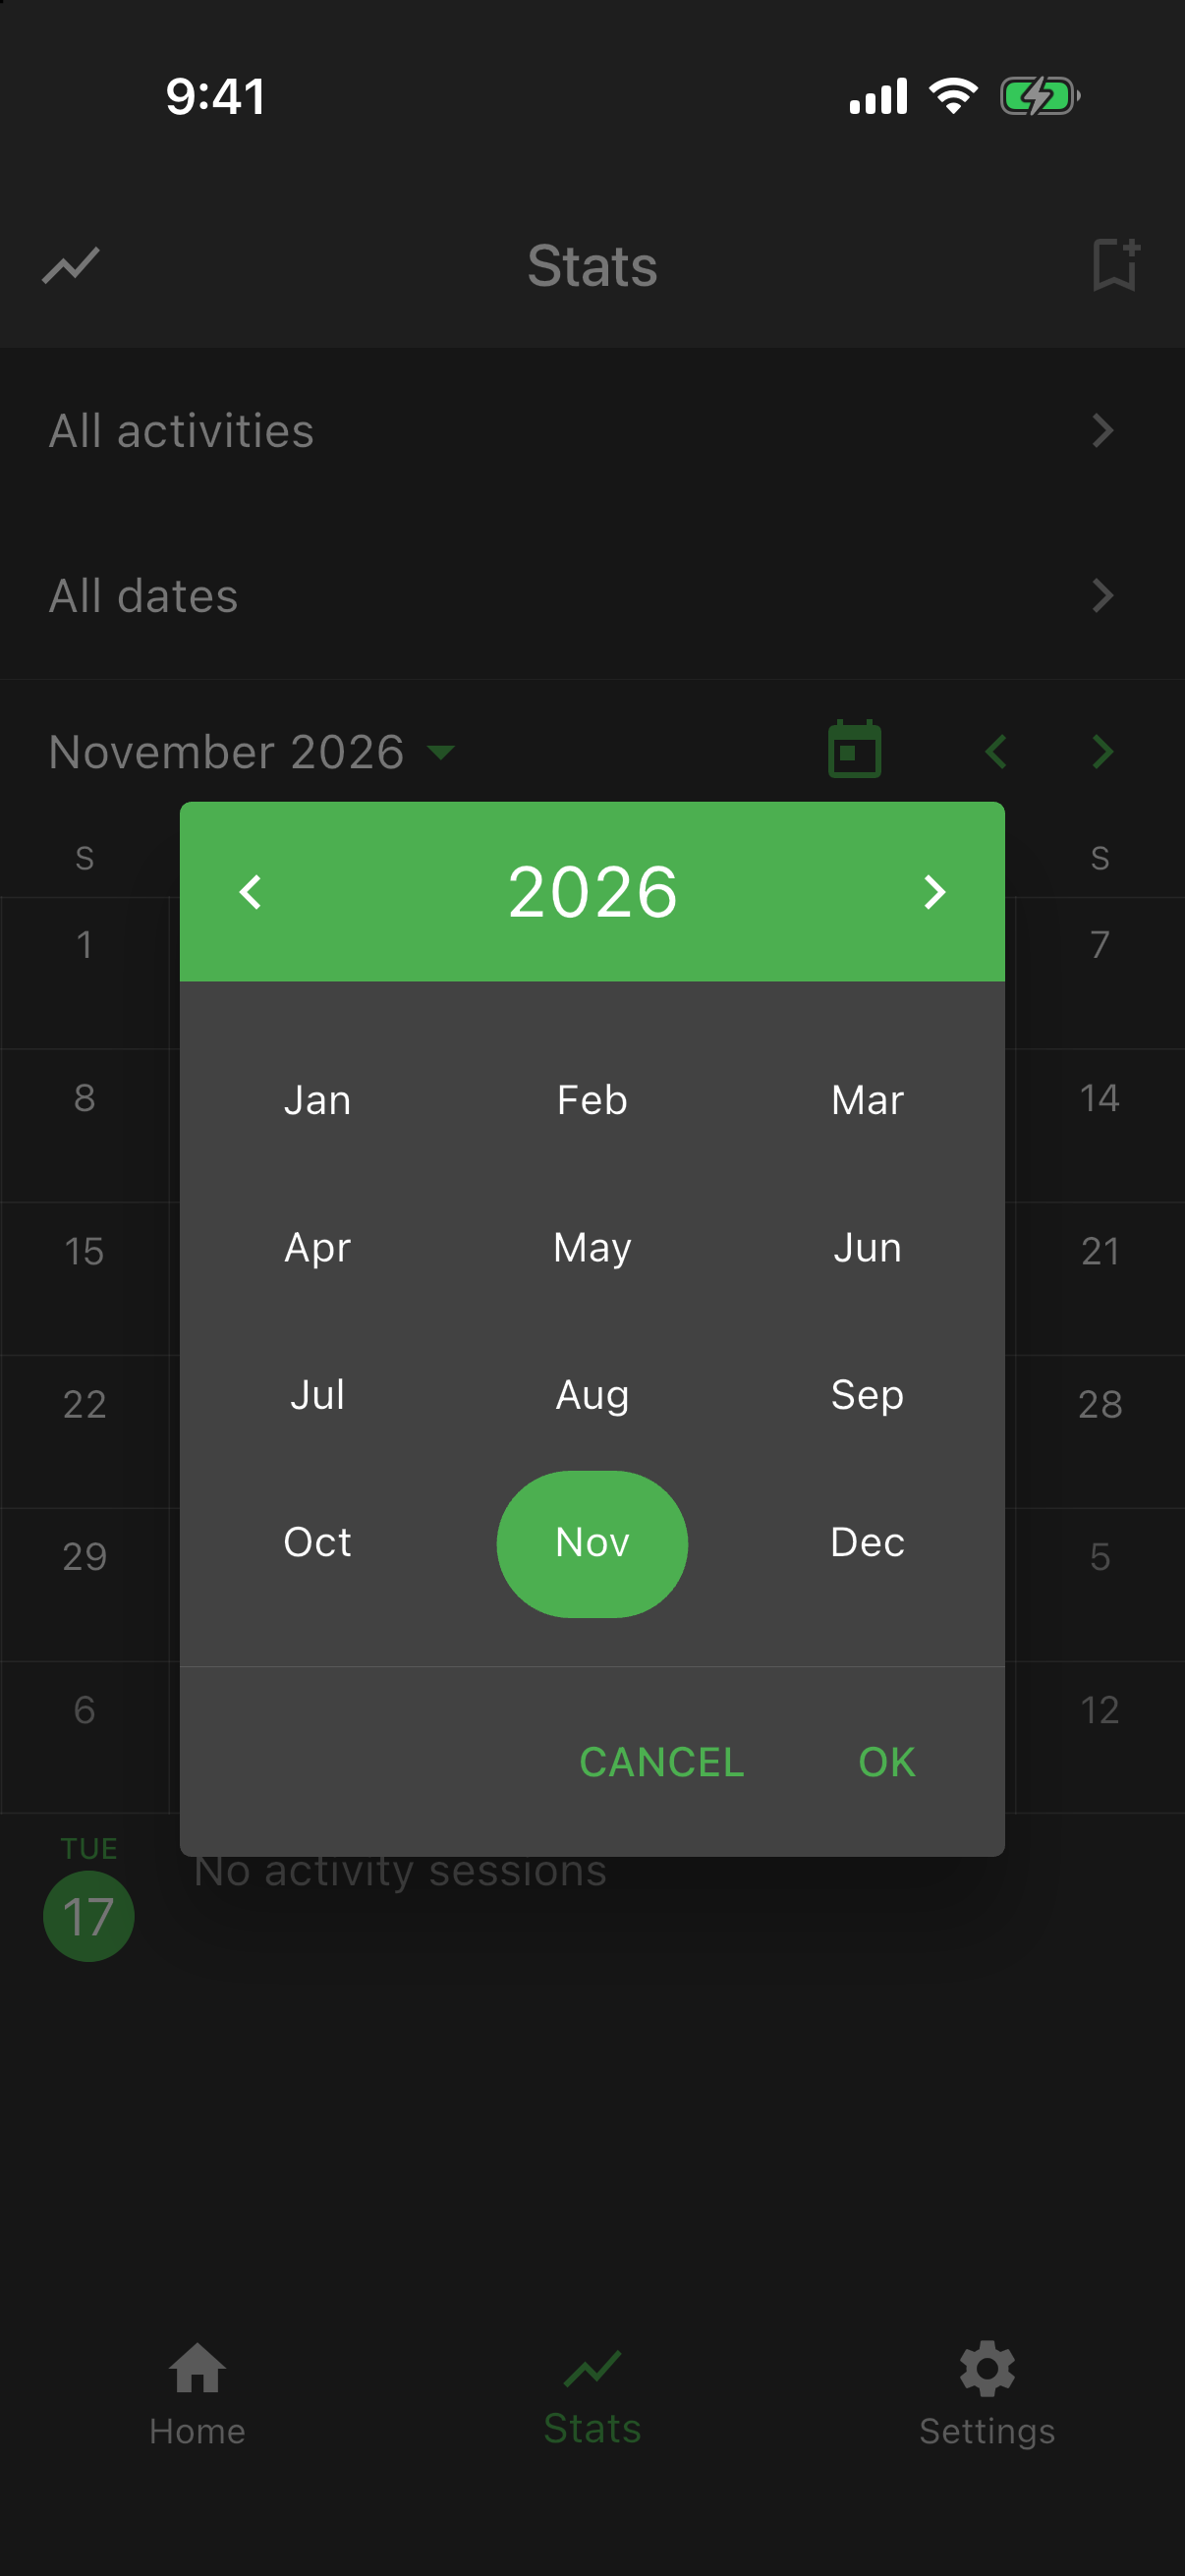 9:41
Stats
All activities
All dates
November 2026
S S
2026
1 7
Jan Feb Mar
8 14
Apr May Jun
15 21
Jul Aug Sep
22 28
Oct Nov Dec
29 5
6 12
CANCEL OK
TUE
No activity sessions
17
Home Stats Settings